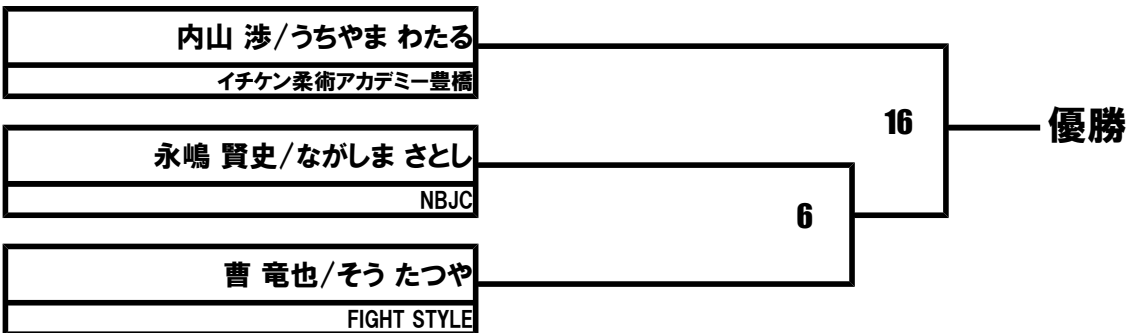 内山 渉/うちやま わたる
イチケン柔術アカデミー豊橋
16
優勝
永嶋 賢史/ながしま さとし
NBJC
6
曹 竜也/そう たつや
FIGHT STYLE